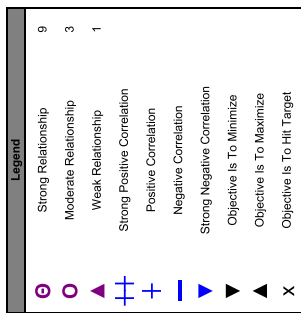 Legend
Θ Strong Relationship 9
Ο Moderate Relationship 3
▲ Weak Relationship 1
┼┼ Strong Positive Correlation
┼ Positive Correlation
▬ Negative Correlation
▼ Strong Negative Correlation
▼ Objective Is To Minimize
▲ Objective Is To Maximize
X Objective Is To Hit Target